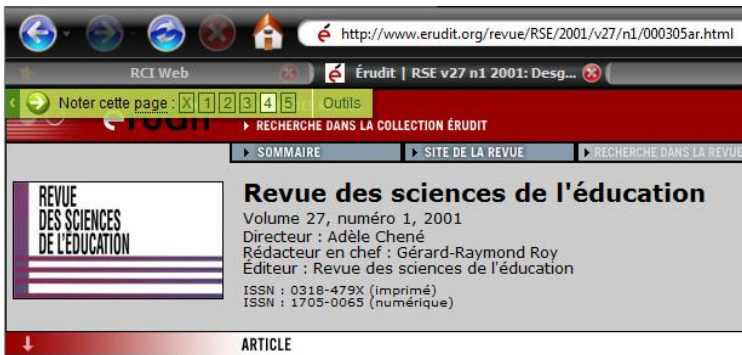 http://www.erudit.org/revue/RSE/2001/v27/n1/000305ar.html
RCI Web
Érudit | RSE v27 n1 2001: Desg...
Noter cette page : X 1 2 3 4 5 Outils
RECHERCHE DANS LA COLLECTION ÉRUDIT
SOMMAIRE
SITE DE LA REVUE
RECHERCHE DANS LA REVUE
REVUE
DES SCIENCES
DE L'ÉDUCATION
Revue des sciences de l'éducation
Volume 27, numéro 1, 2001
Directeur : Adèle Chené
Rédacteur en chef : Gérard-Raymond Roy
Éditeur : Revue des sciences de l'éducation
ISSN : 0318-479X (imprimé)
ISSN : 1705-0065 (numérique)
ARTICLE